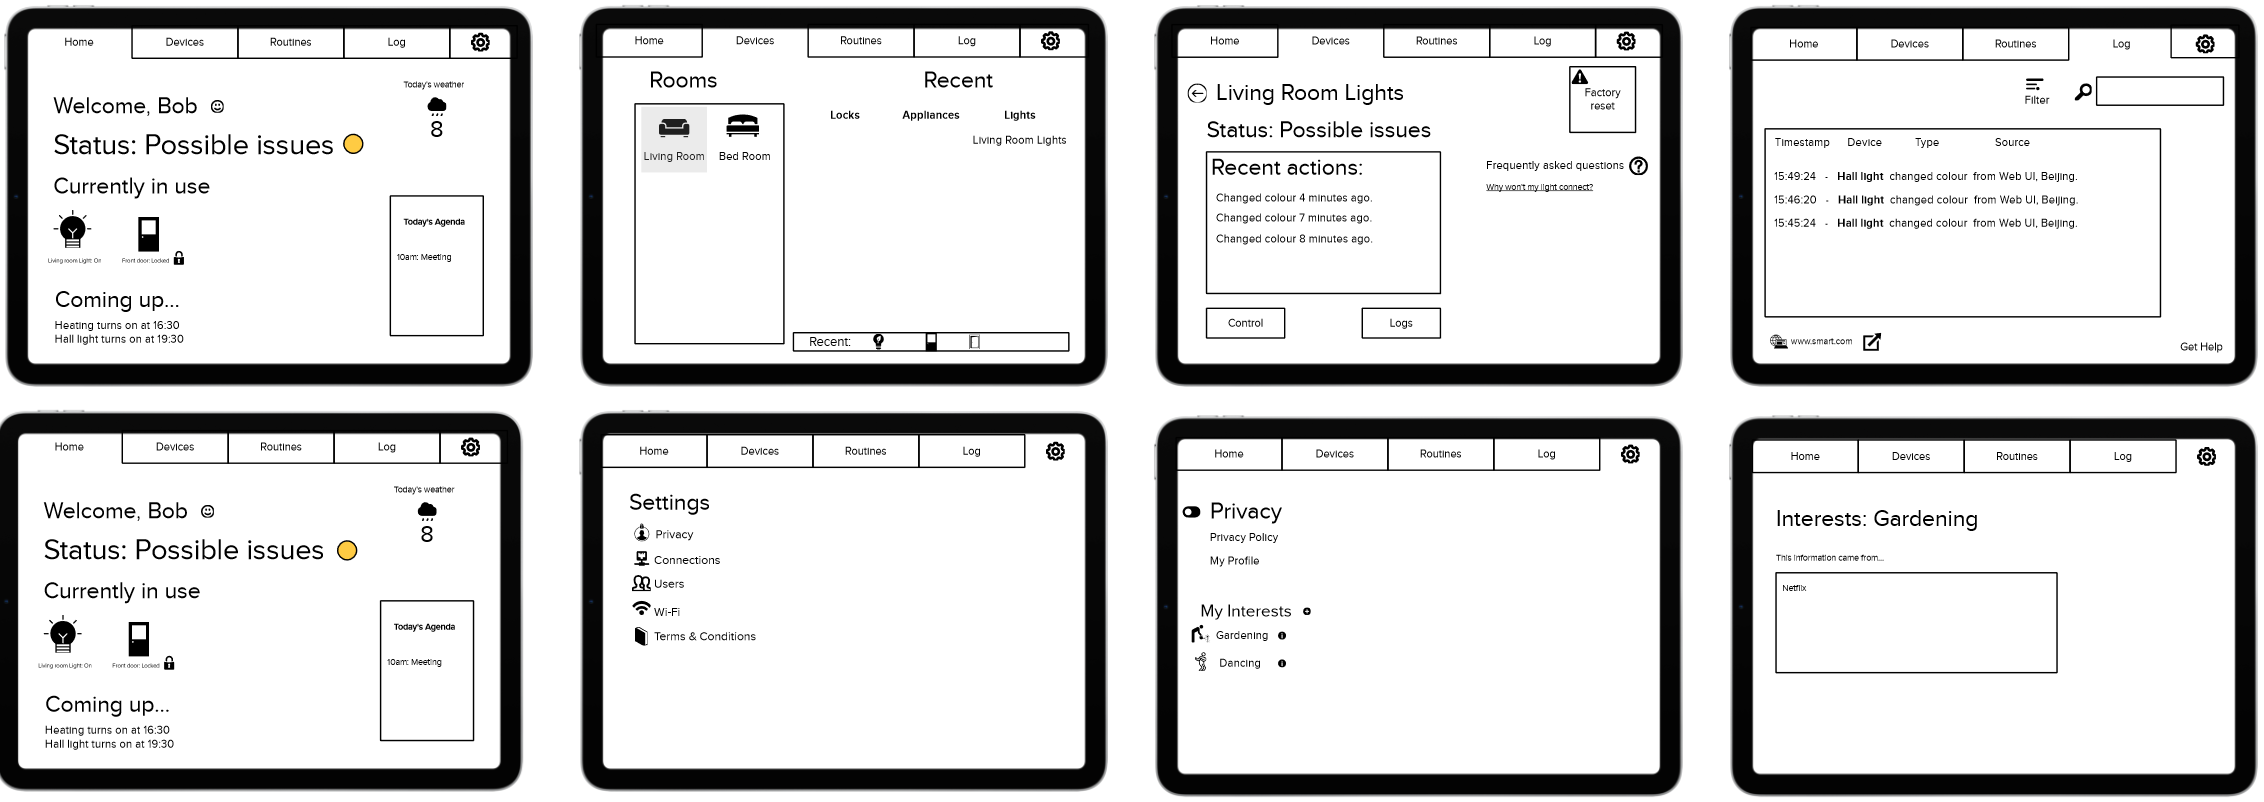 Home
Devices
Routines
Log
Today's weather
Welcome, Bob
8
Status: Possible issues
Currently in use
Today's Agenda
Living room Light: On
Front door: Locked
10am: Meeting
Coming up...
Heating turns on at 16:30
Hall light turns on at 19:30
Home
Devices
Routines
Log
Rooms
Recent
Locks
Appliances
Lights
Living Room Lights
Living Room
Bed Room
Recent:
Home
Devices
Routines
Log
Living Room Lights
Factory
reset
Status: Possible issues
Recent actions:
Changed colour 4 minutes ago.
Changed colour 7 minutes ago.
Changed colour 8 minutes ago.
Frequently asked questions
Why won't my light connect?
Control
Logs
Home
Devices
Routines
Log
Filter
Timestamp Device Type Source
15:49:24 - Hall light changed colour from Web UI, Beijing.
15:46:20 - Hall light changed colour from Web UI, Beijing.
15:45:24 - Hall light changed colour from Web UI, Beijing.
www.smart.com
Get Help
Home
Devices
Routines
Log
Today's weather
Welcome, Bob
8
Status: Possible issues
Currently in use
Today's Agenda
Living room Light: On
Front door: Locked
10am: Meeting
Coming up...
Heating turns on at 16:30
Hall light turns on at 19:30
Home
Devices
Routines
Log
Settings
Privacy
Connections
Users
Wi-Fi
Terms & Conditions
Home
Devices
Routines
Log
Privacy
Privacy Policy
My Profile
My Interests
Gardening
Dancing
Home
Devices
Routines
Log
Interests: Gardening
This information came from...
Netflix